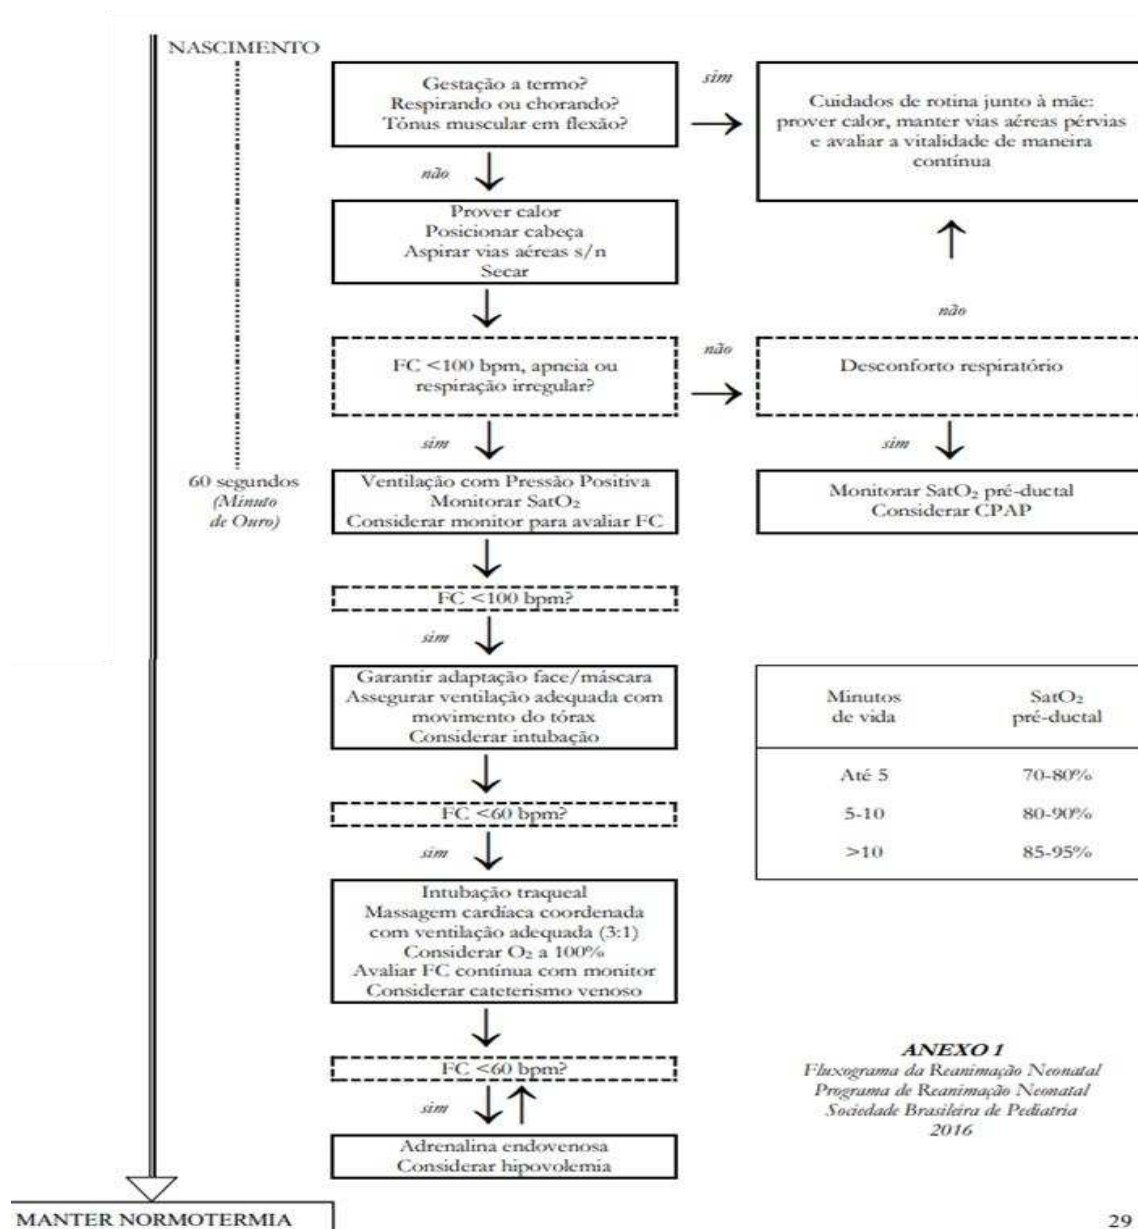 NASCIMENTO
Gestação a termo?
Respirando ou chorando?
Tônus muscular em flexão?
sim
Cuidados de rotina junto à mãe:
prover calor, manter vias aéreas pérvias
e avaliar a vitalidade de maneira
contínua
não
Prover calor
Posicionar cabeça
Aspirar vias aéreas s/n
Secar
não
FC <100 bpm, apneia ou
respiração irregular?
não
Desconforto respiratório
sim
sim
60 segundos
(Minuto
de Ouro)
Ventilação com Pressão Positiva
Monitorar SatO₂
Considerar monitor para avaliar FC
Monitorar SatO₂ pré-ductal
Considerar CPAP
FC <100 bpm?
sim
Garantir adaptação face/máscara
Assegurar ventilação adequada com
movimento do tórax
Considerar intubação
FC <60 bpm?
sim
Minutos de vida SatO₂ pré-ductal
Até 5 70-80%
5-10 80-90%
>10 85-95%
Intubação traqueal
Massagem cardíaca coordenada
com ventilação adequada (3:1)
Considerar O₂ a 100%
Avaliar FC contínua com monitor
Considerar cateterismo venoso
FC <60 bpm?
sim
Adrenalina endovenosa
Considerar hipovolemia
ANEXO 1
Fluxograma da Reanimação Neonatal
Programa de Reanimação Neonatal
Sociedade Brasileira de Pediatria
2016
MANTER NORMOTERMIA
29